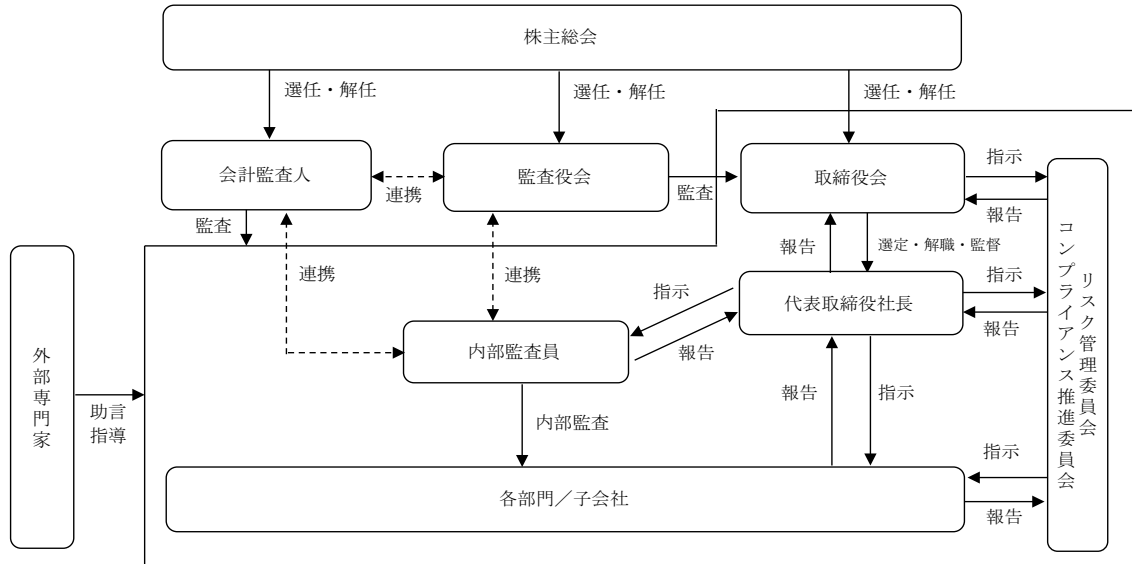 株主総会
選任・解任
選任・解任
選任・解任
会計監査人
連携
監査役会
監査
取締役会
指示
報告
監査
連携
連携
報告
選定・解職・監督
指示
代表取締役社長
指示
報告
内部監査員
報告
リスク管理委員会
コンプライアンス推進委員会
外部専門家
助言
指導
内部監査
報告
指示
各部門／子会社
指示
報告